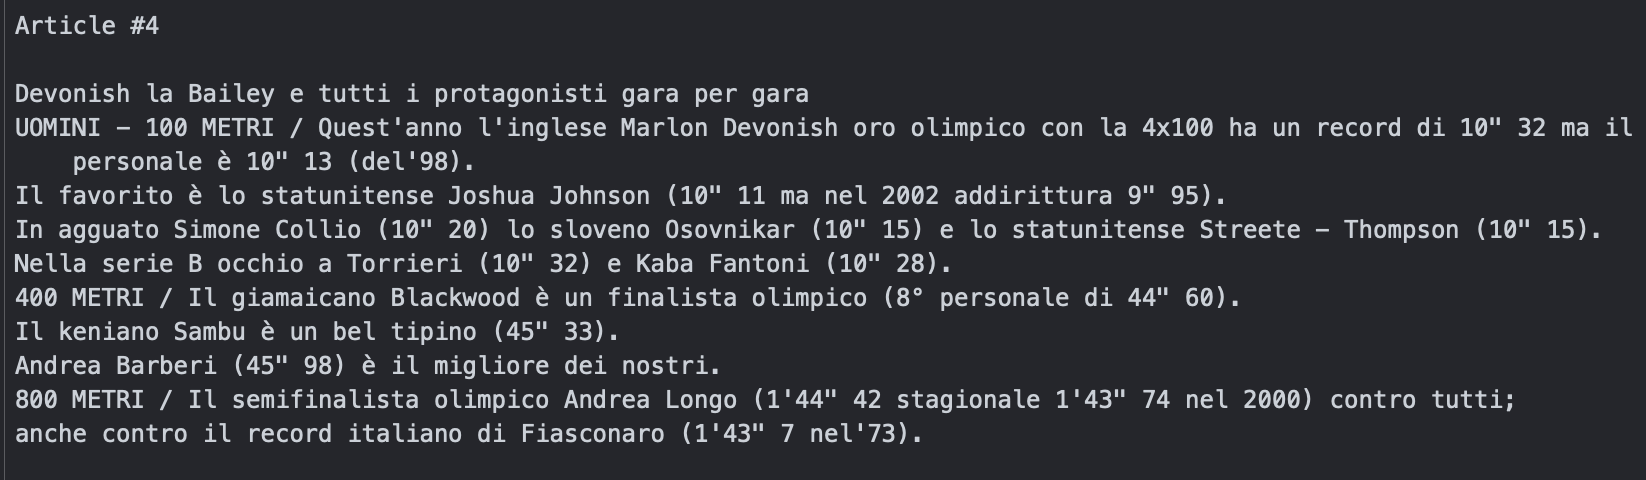 Article #4
Devonish la Bailey e tutti i protagonisti gara per gara
UOMINI – 100 METRI / Quest'anno l'inglese Marlon Devonish oro olimpico con la 4x100 ha un record di 10" 32 ma il
personale è 10" 13 (del'98).
Il favorito è lo statunitense Joshua Johnson (10" 11 ma nel 2002 addirittura 9" 95).
In agguato Simone Collio (10" 20) lo sloveno Osovnikar (10" 15) e lo statunitense Streete – Thompson (10" 15).
Nella serie B occhio a Torrieri (10" 32) e Kaba Fantoni (10" 28).
400 METRI / Il giamaicano Blackwood è un finalista olimpico (8° personale di 44" 60).
Il keniano Sambu è un bel tipino (45" 33).
Andrea Barberi (45" 98) è il migliore dei nostri.
800 METRI / Il semifinalista olimpico Andrea Longo (1'44" 42 stagionale 1'43" 74 nel 2000) contro tutti;
anche contro il record italiano di Fiasconaro (1'43" 7 nel'73).